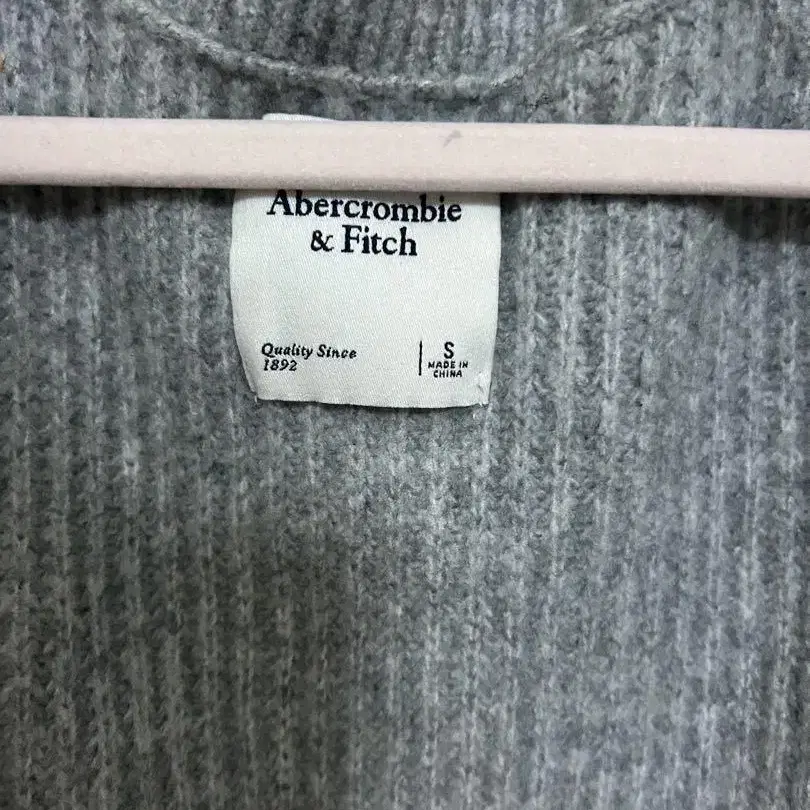 Abercrombie
& Fitch
Quality Since
1892
S
MADE IN
CHINA